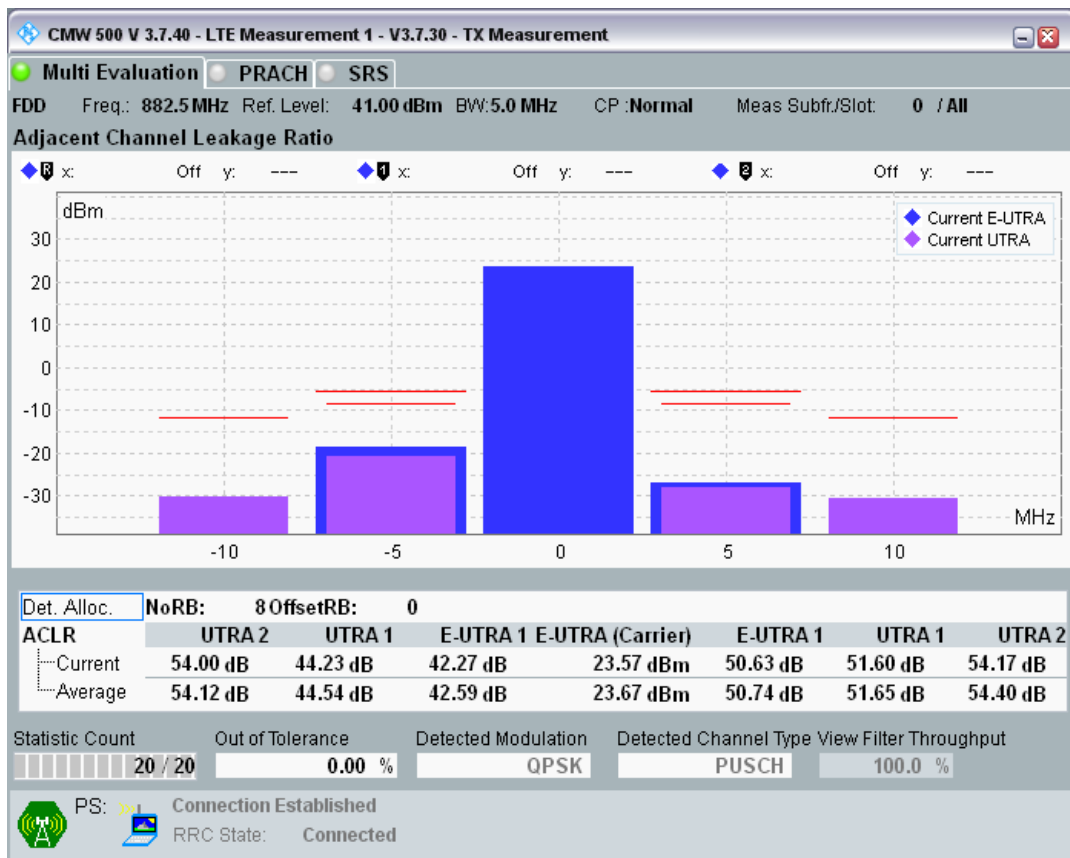 CMW 500 V 3.7.40 - LTE Measurement 1 - V3.7.30 - TX Measurement
Multi Evaluation PRACH SRS
FDD Freq.: 882.5 MHz Ref. Level: 41.00 dBm BW:5.0 MHz CP :Normal Meas Subfr./Slot: 0 / All
Adjacent Channel Leakage Ratio
R x: Off y: --- 1 x: Off y: --- 2 x: Off y: ---
dBm
Current E-UTRA
Current UTRA
30
20
10
0
-10
-20
-30
MHz
-10 -5 0 5 10
Det. Alloc. NoRB: 8 OffsetRB: 0
ACLR UTRA 2 UTRA 1 E-UTRA 1 E-UTRA (Carrier) E-UTRA 1 UTRA 1 UTRA 2
Current 54.00 dB 44.23 dB 42.27 dB 23.57 dBm 50.63 dB 51.60 dB 54.17 dB
Average 54.12 dB 44.54 dB 42.59 dB 23.67 dBm 50.74 dB 51.65 dB 54.40 dB
Statistic Count Out of Tolerance Detected Modulation Detected Channel Type View Filter Throughput
20 / 20 0.00 % QPSK PUSCH 100.0 %
PS: Connection Established
RRC State: Connected